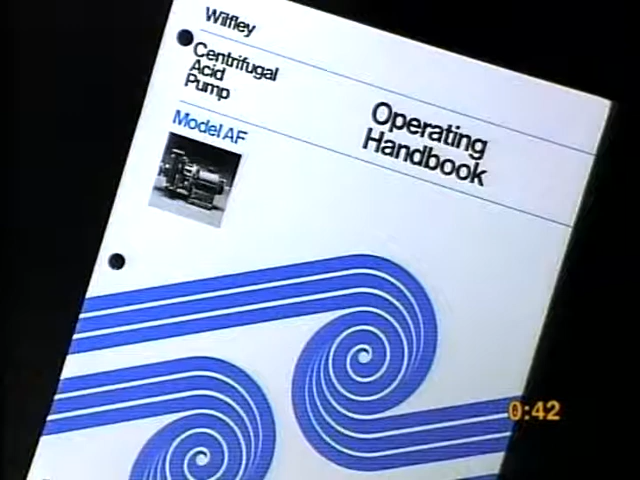 Wilfley
Centrifugal
Acid
Pump
Model AF
Operating
Handbook
0:42